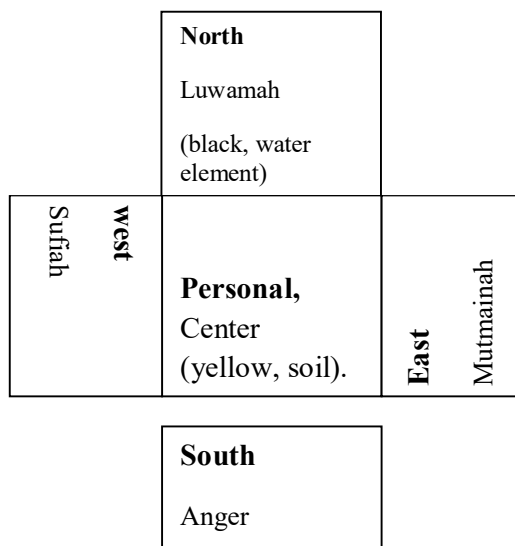 North
Luwamah
(black, water
element)
west
Sufiah
Personal,
Center
(yellow, soil).
East
Mutmainah
South
Anger